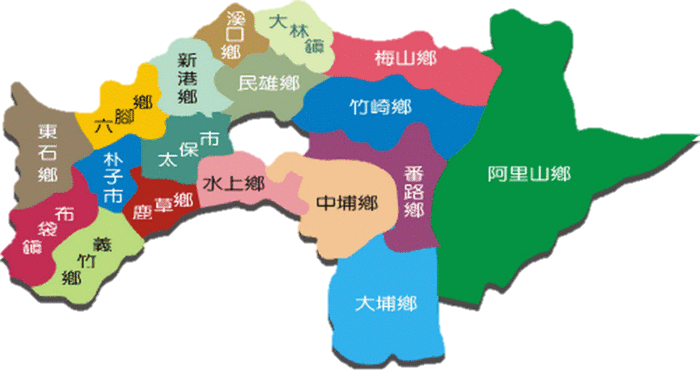 大林鎮
溪口鄉
梅山鄉
新港鄉
民雄鄉
竹崎鄉
六腳鄉
東石鄉
太保市
朴子市
阿里山鄉
番路鄉
水上鄉
中埔鄉
鹿草鄉
布袋鎮
義竹鄉
大埔鄉